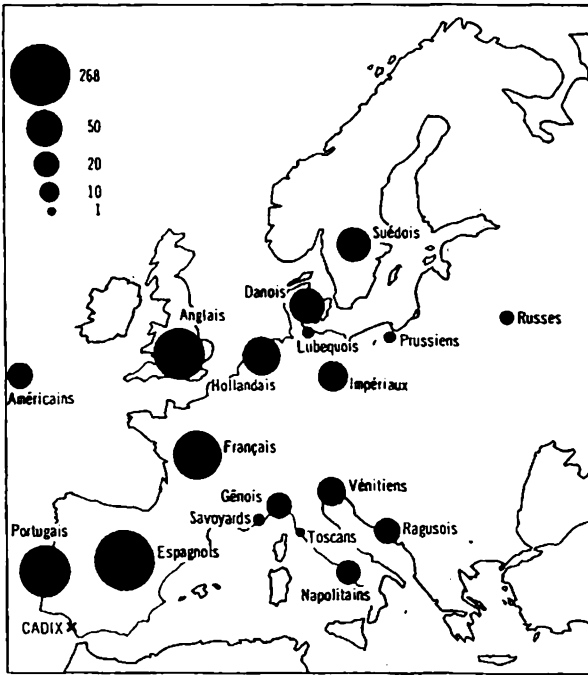 268
50
20
10
1
Suédois
Danois
Anglais
Russes
Lubequois
Prussiens
Hollandais
Impériaux
Américains
Français
Vénitiens
Gênois
Savoyards
Ragusois
Portugais
Toscans
Espagnols
Napolitains
CADIX